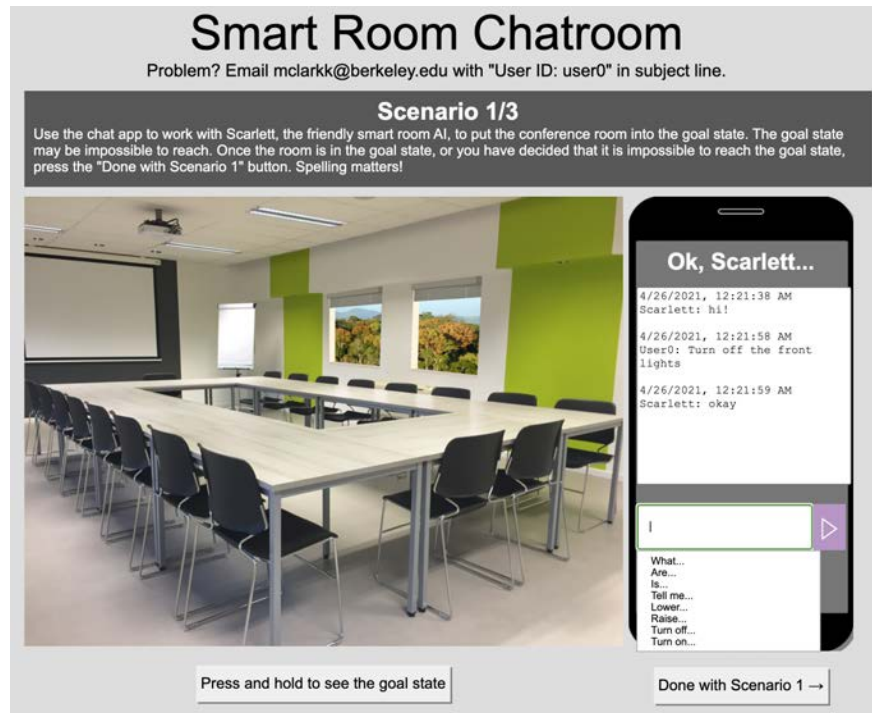 Smart Room Chatroom
Problem? Email mclarkk@berkeley.edu with "User ID: user0" in subject line.
Scenario 1/3
Use the chat app to work with Scarlett, the friendly smart room AI, to put the conference room into the goal state. The goal state
may be impossible to reach. Once the room is in the goal state, or you have decided that it is impossible to reach the goal state,
press the "Done with Scenario 1" button. Spelling matters!
Ok, Scarlett...
4/26/2021, 12:21:38 AM
Scarlett: hi!
4/26/2021, 12:21:58 AM
User0: Turn off the front
lights
4/26/2021, 12:21:59 AM
Scarlett: okay
What...
Are...
Is...
Tell me...
Lower...
Raise...
Turn off...
Turn on...
Press and hold to see the goal state
Done with Scenario 1 →